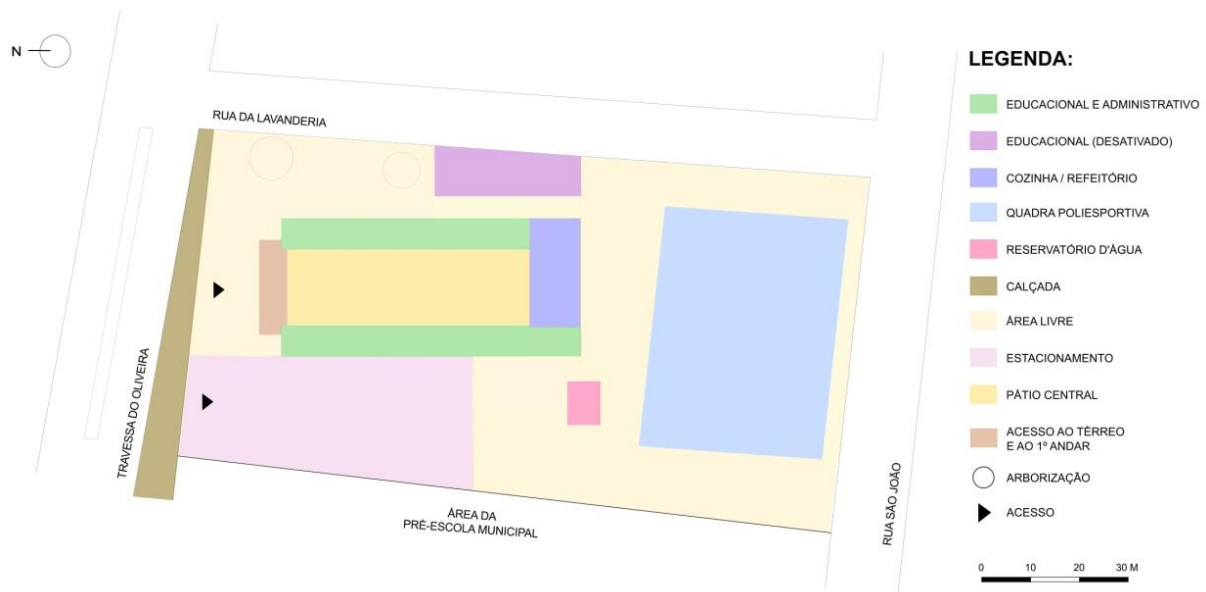 N
RUA DA LAVANDERIA
TRAVESSA DO OLIVEIRA
ÁREA DA
PRÉ-ESCOLA MUNICIPAL
RUA SÃO JOÃO
LEGENDA:
EDUCACIONAL E ADMINISTRATIVO
EDUCACIONAL (DESATIVADO)
COZINHA / REFEITÓRIO
QUADRA POLIESPORTIVA
RESERVATÓRIO D'ÁGUA
CALÇADA
ÁREA LIVRE
ESTACIONAMENTO
PÁTIO CENTRAL
ACESSO AO TÉRREO
E AO 1º ANDAR
ARBORIZAÇÃO
ACESSO
0 10 20 30 M